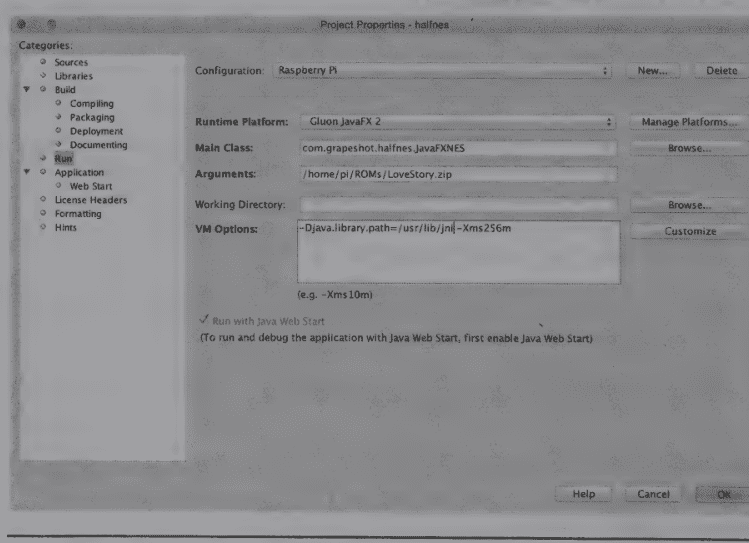 Project Properties - halfnes
Categories:
Sources
Libraries
Build
Compiling
Packaging
Deployment
Documenting
Run
Application
Web Start
License Headers
Formatting
Hints
Configuration: Raspberry Pi New... Delete
Runtime Platform: Gluon JavaFX 2 Manage Platforms...
Main Class: com.grapeshot.halfnes.JavaFXNES Browse...
Arguments: /home/pi/ROMs/LoveStory.zip
Working Directory: Browse...
VM Options: -Djava.library.path=/usr/lib/jni -Xms256m Customize
(e.g. -Xms10m)
Run with Java Web Start
(To run and debug the application with Java Web Start, first enable Java Web Start)
Help Cancel OK